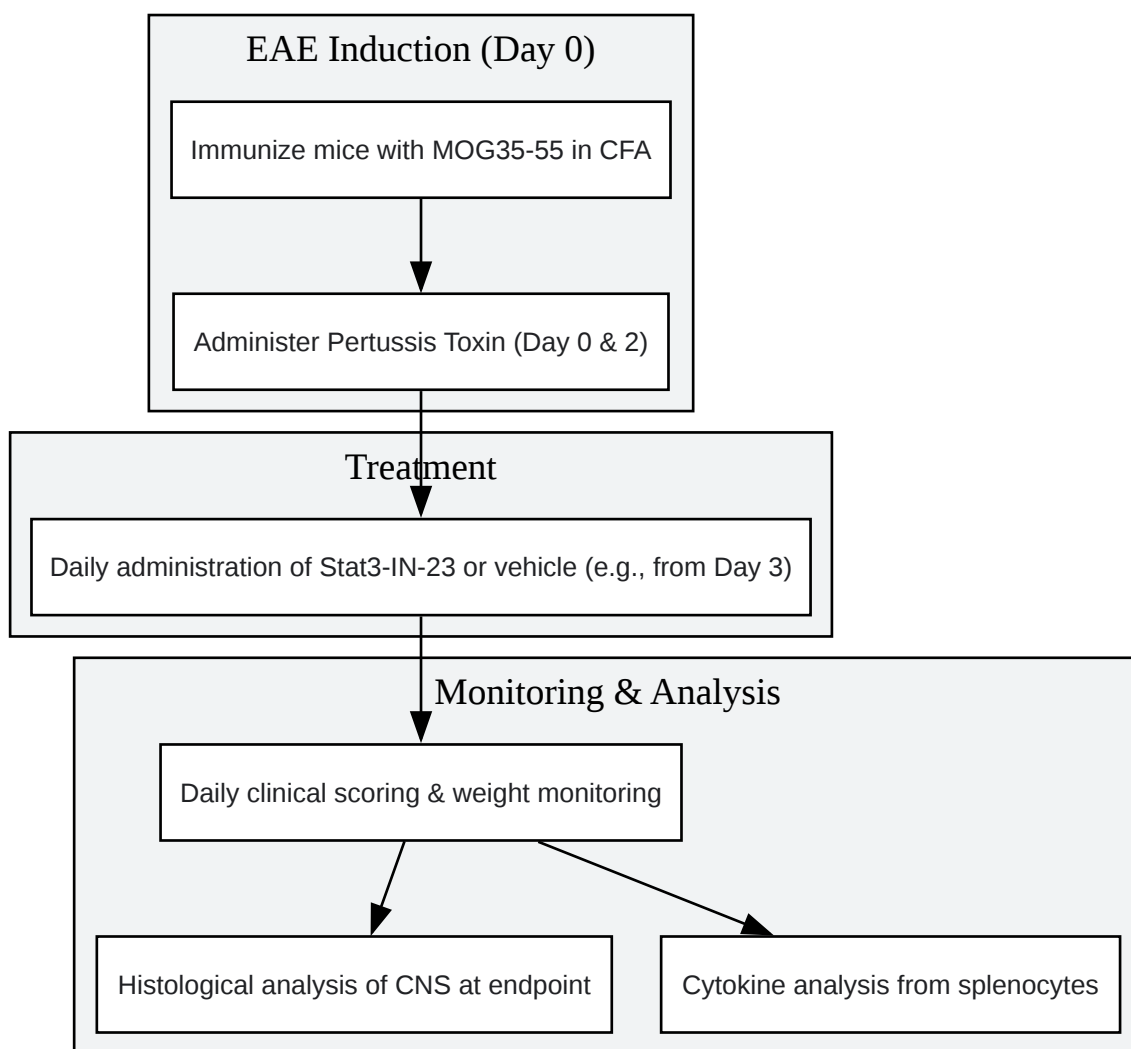 EAE Induction (Day 0)
Immunize mice with MOG35-55 in CFA
Administer Pertussis Toxin (Day 0 & 2)
Treatment
Daily administration of Stat3-IN-23 or vehicle (e.g., from Day 3)
Monitoring & Analysis
Daily clinical scoring & weight monitoring
Histological analysis of CNS at endpoint
Cytokine analysis from splenocytes